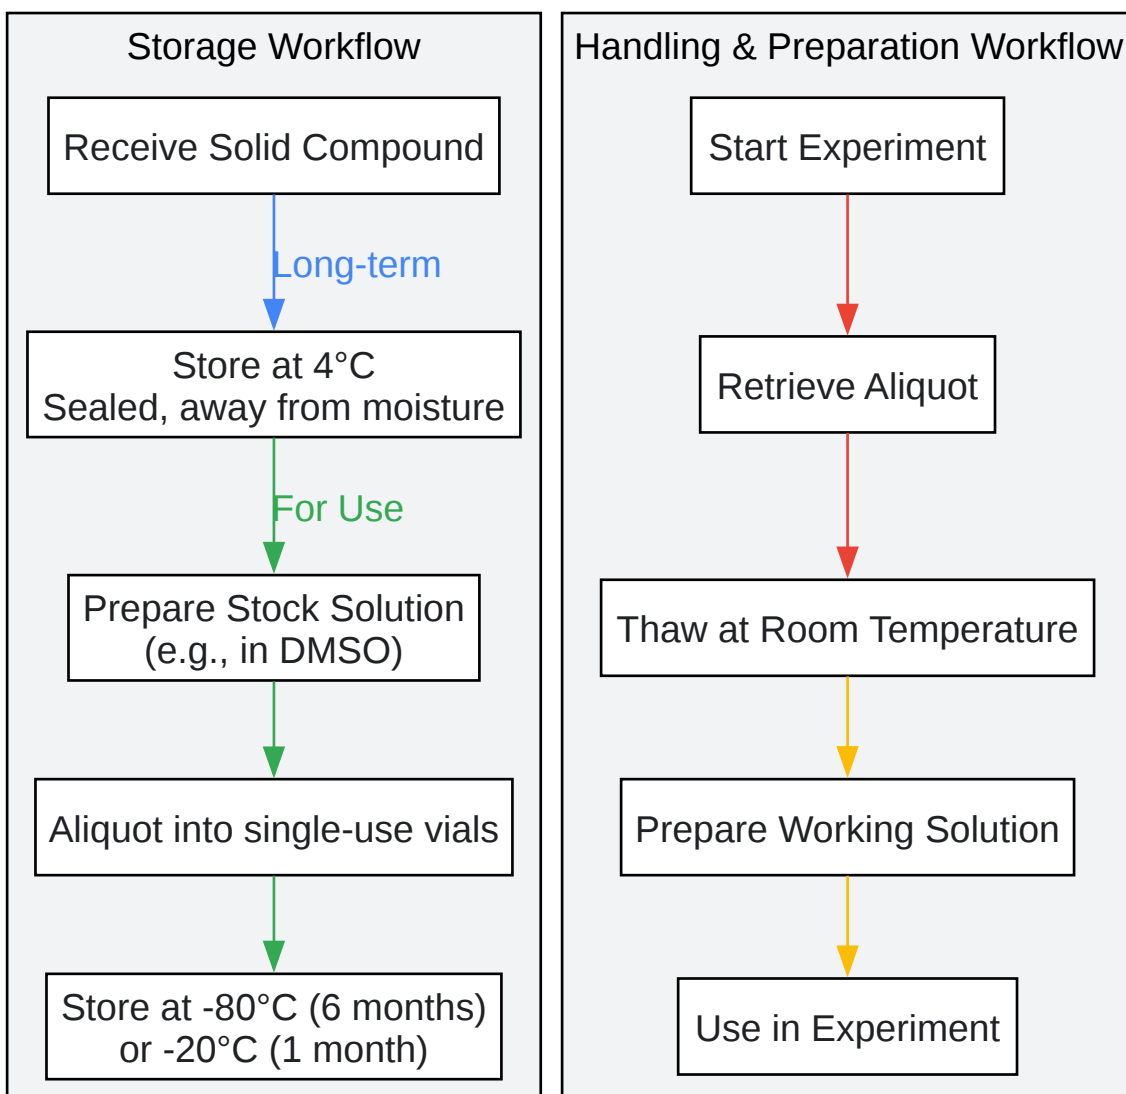 Storage Workflow
Receive Solid Compound
Long-term
Store at 4°C
Sealed, away from moisture
For Use
Prepare Stock Solution
(e.g., in DMSO)
Aliquot into single-use vials
Store at -80°C (6 months)
or -20°C (1 month)
Handling & Preparation Workflow
Start Experiment
Retrieve Aliquot
Thaw at Room Temperature
Prepare Working Solution
Use in Experiment